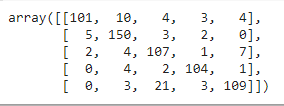 array([[101, 10, 4, 3, 4],
[ 5, 150, 3, 2, 0],
[ 2, 4, 107, 1, 7],
[ 0, 4, 2, 104, 1],
[ 0, 3, 21, 3, 109]])